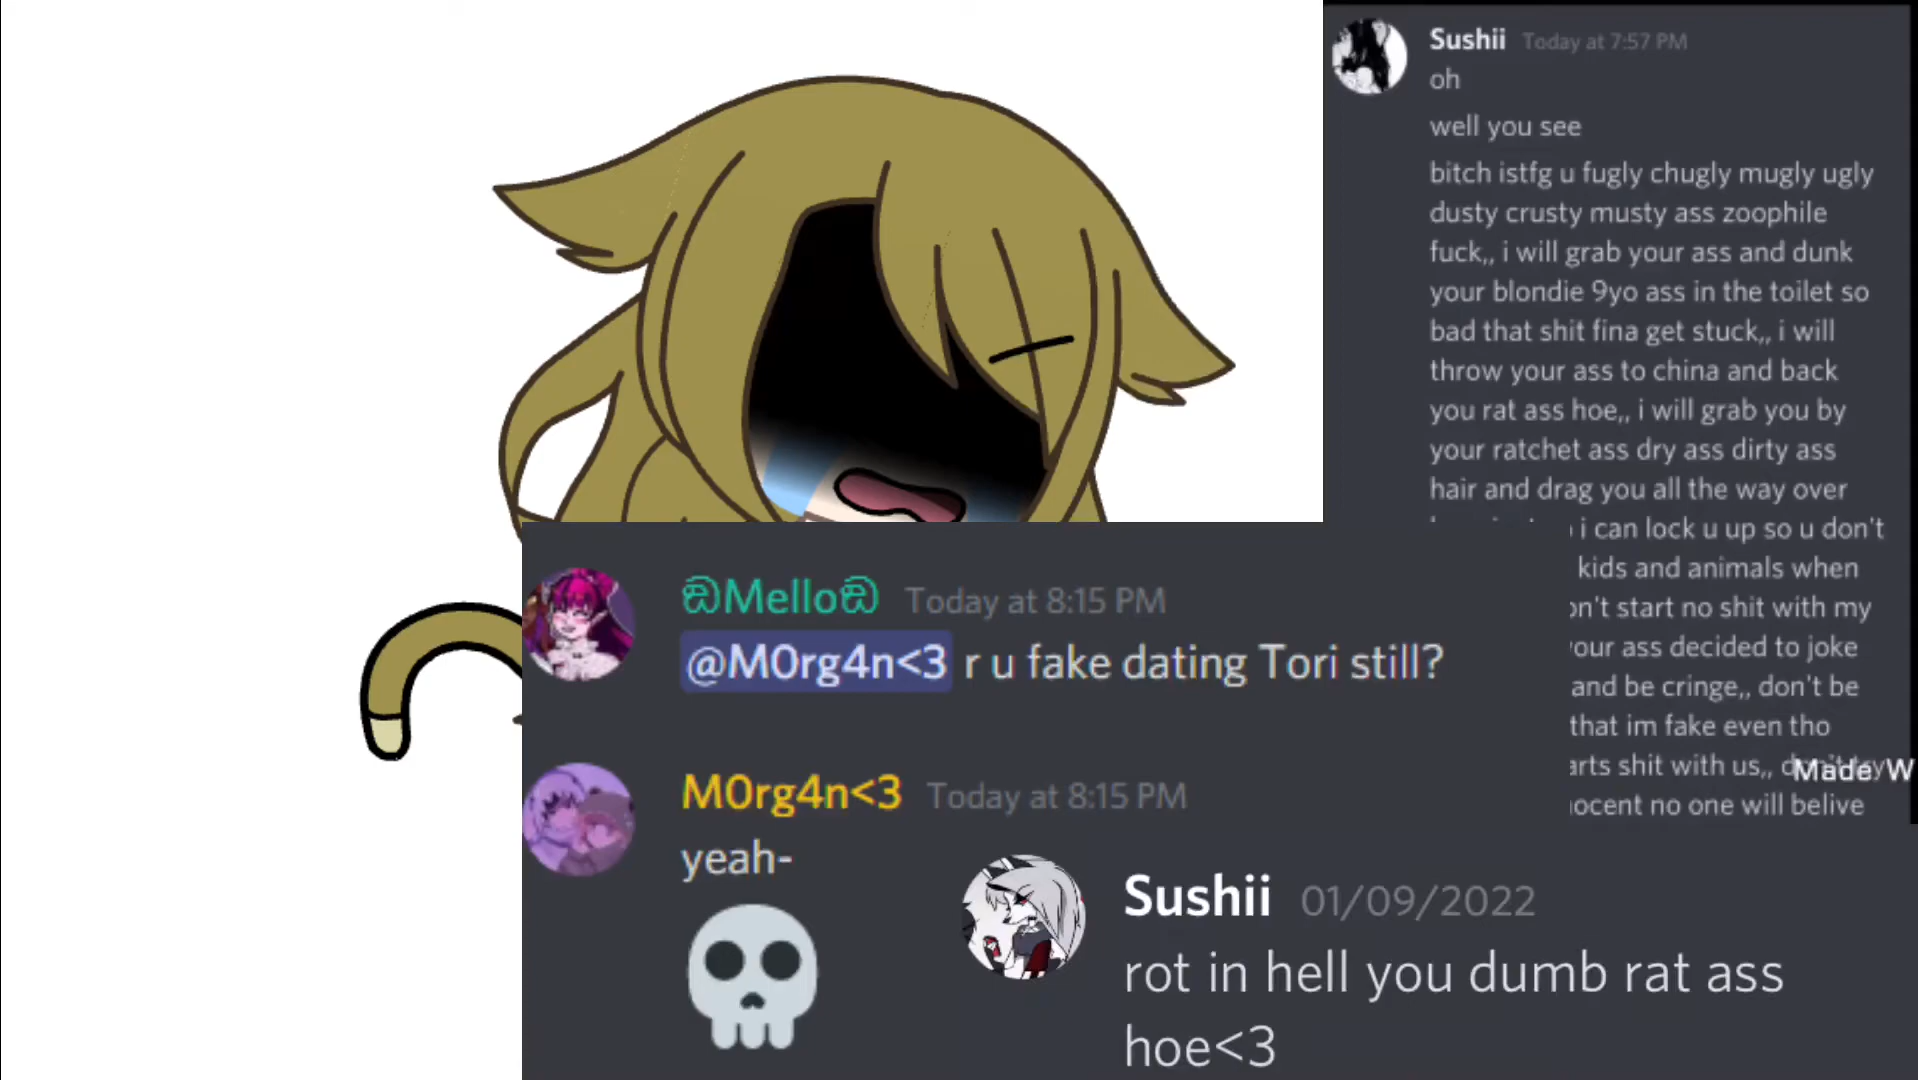 Sushii Today at 7:57 PM
oh
well you see
bitch istfg u fugly chugly mugly ugly
dusty crusty musty ass zoophile
fuck,, i will grab your ass and dunk
your blondie 9yo ass in the toilet so
bad that shit fina get stuck,, i will
throw your ass to china and back
you rat ass hoe,, i will grab you by
your ratchet ass dry ass dirty ass
hair and drag you all the way over
i can lock u up so u don't
kids and animals when
start no shit with my
ass decided to joke
and be cringe,, don't be
that im fake even tho
shit with us,,
no one will belive
Made W
ඞMelloඞ Today at 8:15 PM
@M0rg4n<3 r u fake dating Tori still?
M0rg4n<3 Today at 8:15 PM
yeah-
Sushii 01/09/2022
rot in hell you dumb rat ass
hoe<3